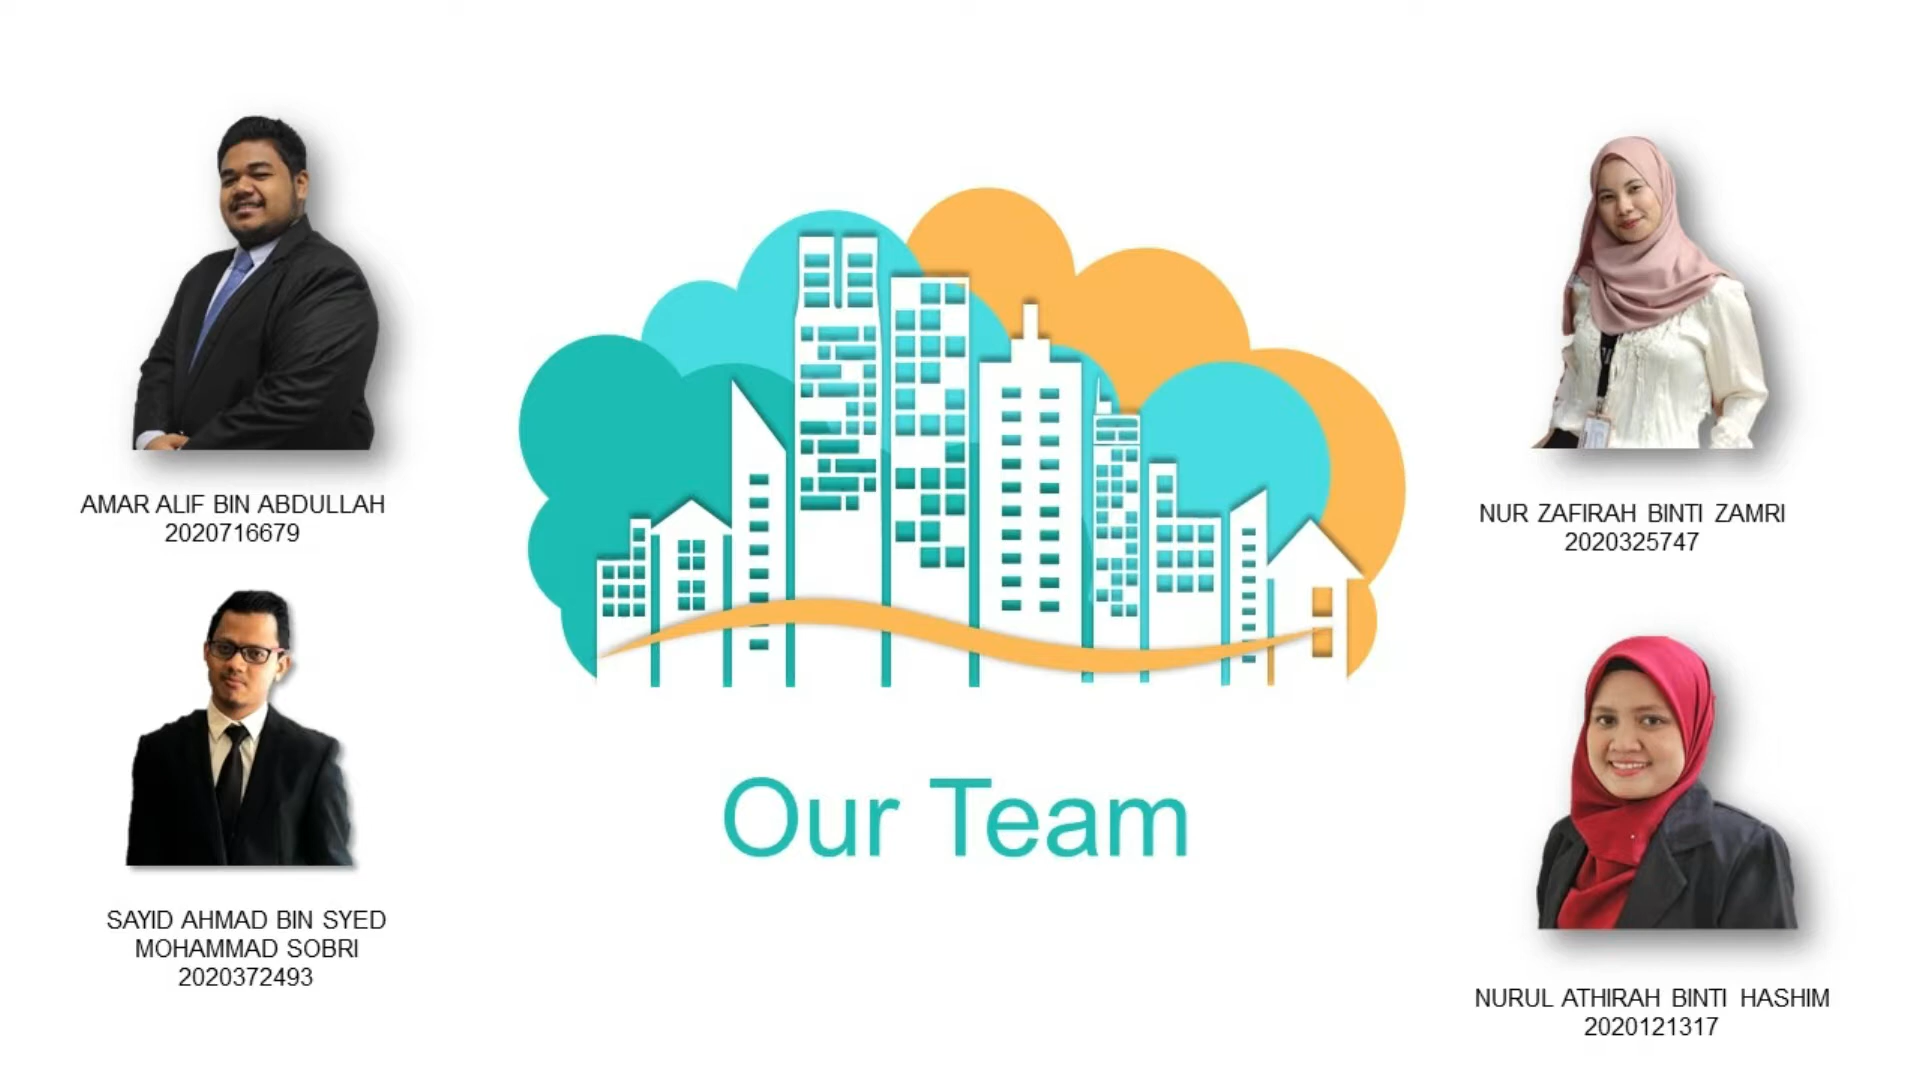 AMAR ALIF BIN ABDULLAH
2020716679
NUR ZAFIRAH BINTI ZAMRI
2020325747
Our Team
SAYID AHMAD BIN SYED
MOHAMMAD SOBRI
2020372493
NURUL ATHIRAH BINTI HASHIM
2020121317